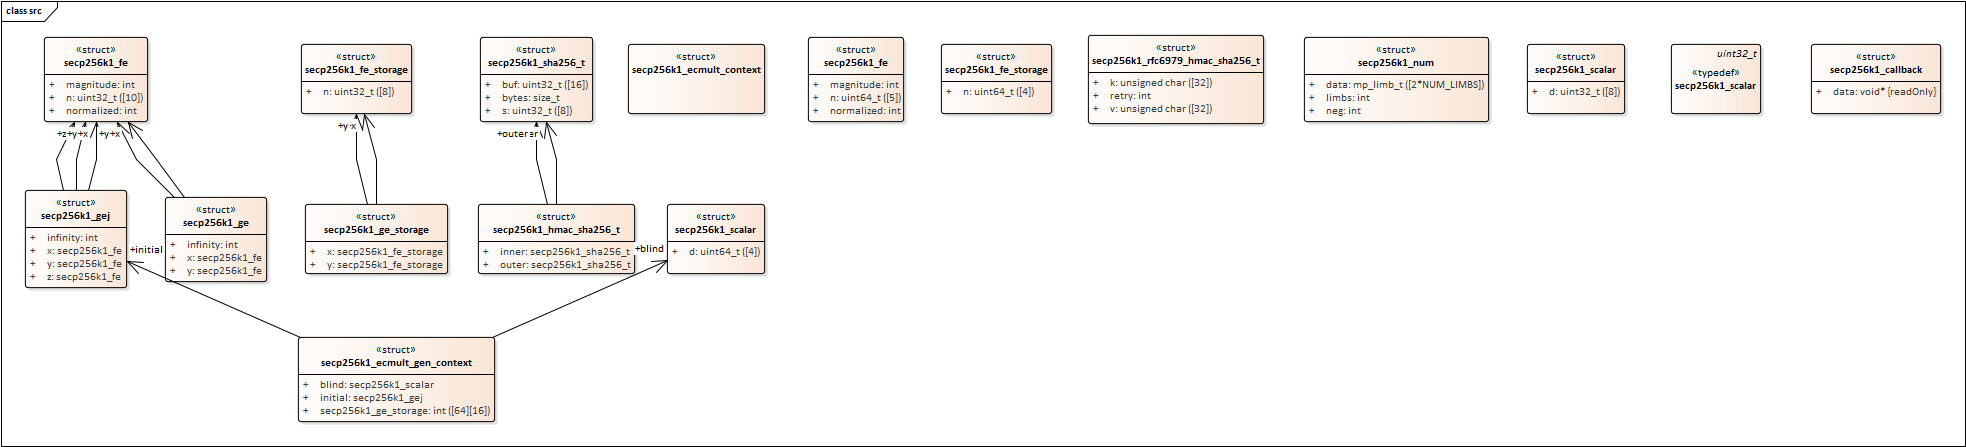 class src
«struct»
secp256k1_fe
+ magnitude: int
+ n: uint32_t ([10])
+ normalized: int
«struct»
secp256k1_fe_storage
+ n: uint32_t ([8])
«struct»
secp256k1_sha256_t
+ buf: uint32_t ([16])
+ bytes: size_t
+ s: uint32_t ([8])
«struct»
secp256k1_ecmult_context
«struct»
secp256k1_fe
+ magnitude: int
+ n: uint64_t ([5])
+ normalized: int
«struct»
secp256k1_fe_storage
+ n: uint64_t ([4])
«struct»
secp256k1_rfc6979_hmac_sha256_t
+ k: unsigned char ([32])
+ retry: int
+ v: unsigned char ([32])
«struct»
secp256k1_num
+ data: mp_limb_t ([2*NUM_LIMBS])
+ limbs: int
+ neg: int
«struct»
secp256k1_scalar
+ d: uint32_t ([8])
uint32_t
«typedef»
secp256k1_scalar
«struct»
secp256k1_callback
+ data: void* {readOnly}
+z +y +x +y +x
+y x
+outer
«struct»
secp256k1_gej
+ infinity: int
+ x: secp256k1_fe
+ y: secp256k1_fe
+ z: secp256k1_fe
+initial
«struct»
secp256k1_ge
+ infinity: int
+ x: secp256k1_fe
+ y: secp256k1_fe
«struct»
secp256k1_ge_storage
+ x: secp256k1_fe_storage
+ y: secp256k1_fe_storage
«struct»
secp256k1_hmac_sha256_t
+ inner: secp256k1_sha256_t
+ outer: secp256k1_sha256_t
+blind
«struct»
secp256k1_scalar
+ d: uint64_t ([4])
«struct»
secp256k1_ecmult_gen_context
+ blind: secp256k1_scalar
+ initial: secp256k1_gej
+ secp256k1_ge_storage: int ([64][16])